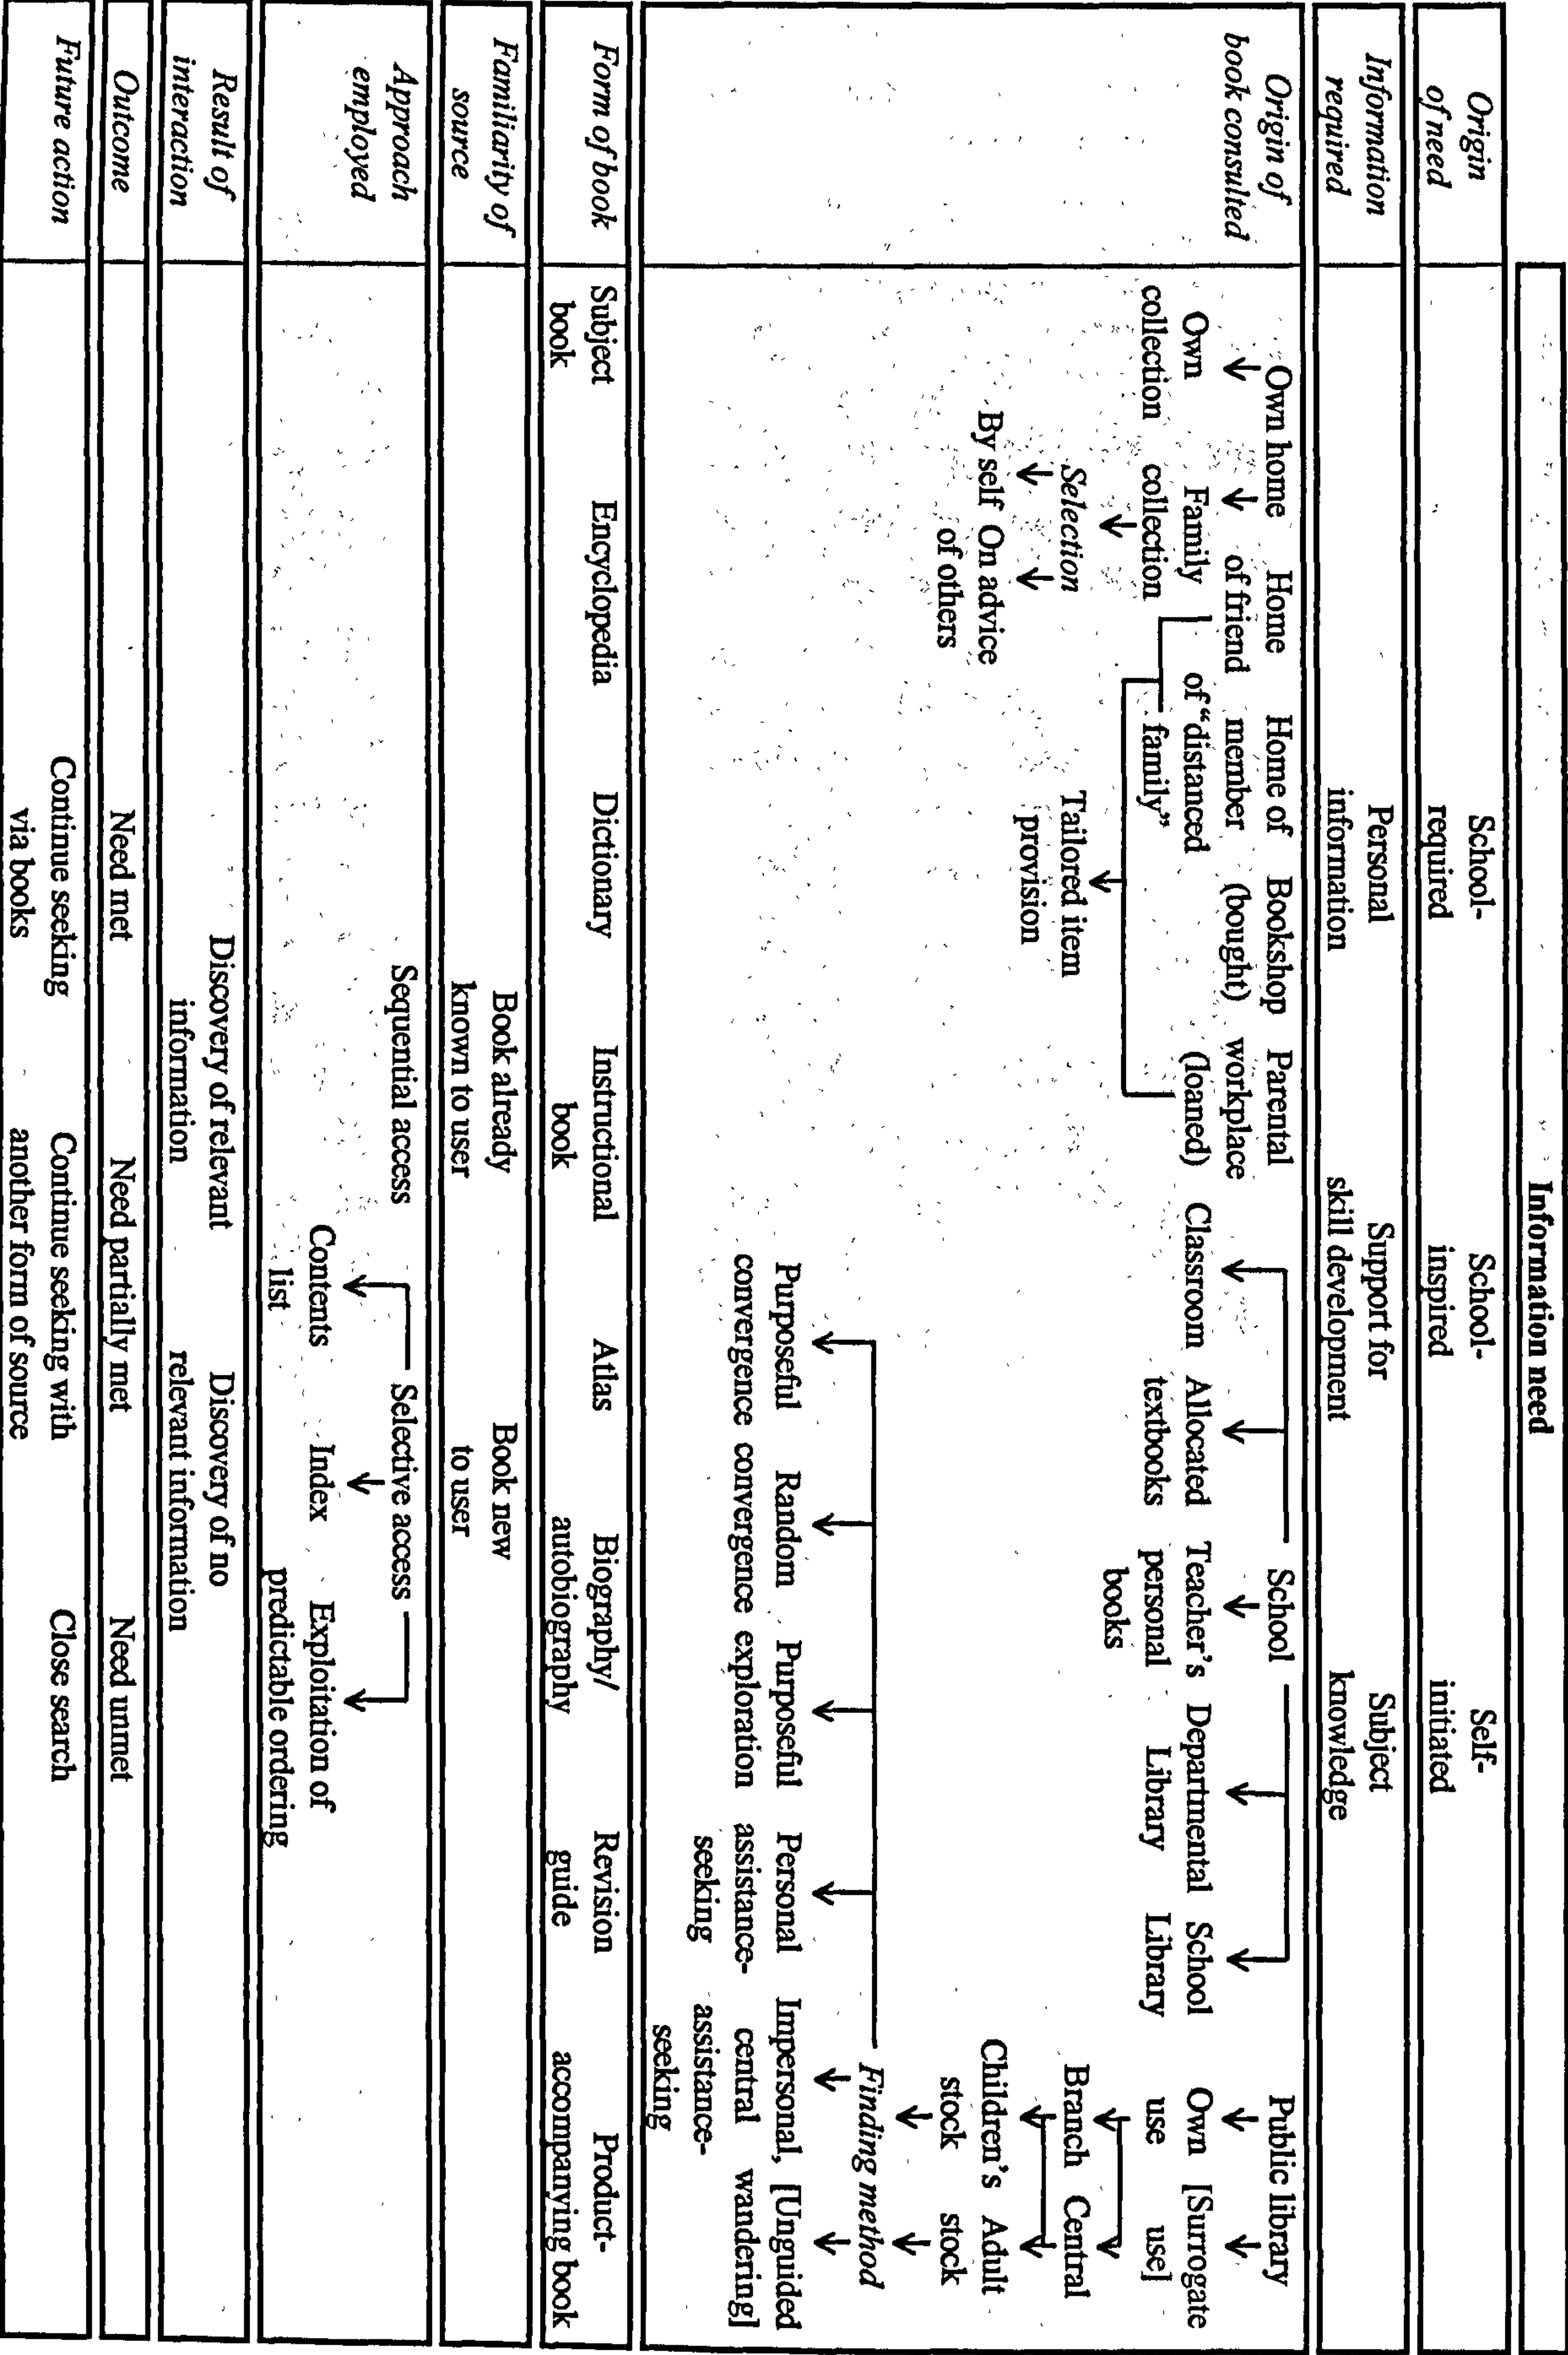 Information need
Origin
of need
School-
required
School-
inspired
Self-
initiated
Information
required
Personal
information
Support for
skill development
Subject
knowledge
Origin of
book consulted
Own home
Home
of friend
Home of
member
of “distanced
family”
Bookshop
(bought)
Parental
workplace
(loaned)
School
Public library
Own
collection
Family
collection
Classroom
Allocated
textbooks
Teacher's
personal
books
Departmental
Library
School
Library
Own
use
[Surrogate
use]
Selection
By self
On advice
of others
Tailored item
provision
Branch
Central
Children's
stock
Adult
stock
Finding method
Purposeful
convergence
Random
convergence
Purposeful
exploration
Personal
assistance-
seeking
Impersonal,
central
assistance-
seeking
[Unguided
wandering]
Form of book
Subject
book
Encyclopedia
Dictionary
Instructional
book
Atlas
Biography/
autobiography
Revision
guide
Product-
accompanying book
Familiarity of
source
Book already
known to user
Book new
to user
Approach
employed
Sequential access
Selective access
Contents
list
Index
Exploitation of
predictable ordering
Result of
interaction
Discovery of relevant
information
Discovery of no
relevant information
Outcome
Need met
Need partially met
Need unmet
Future action
Continue seeking
via books
Continue seeking with
another form of source
Close search